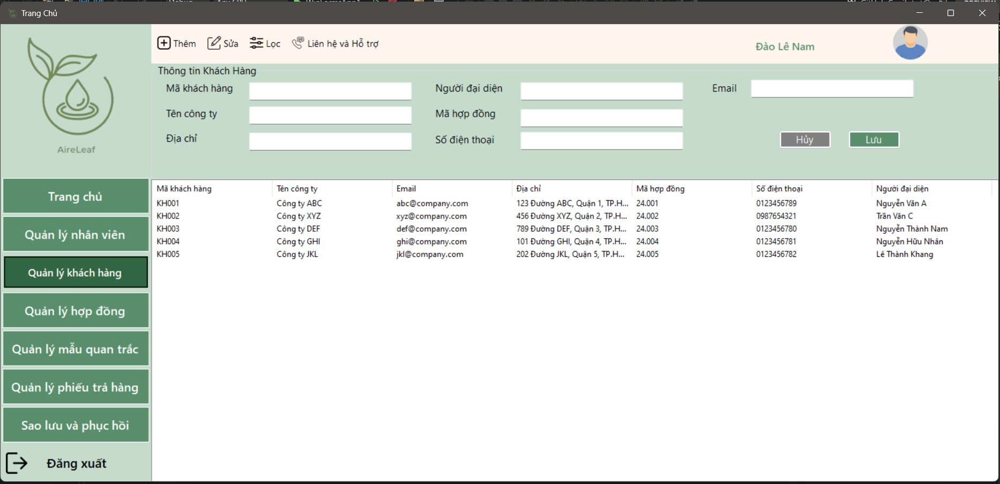 Trang Chủ
Thêm Sửa Lọc Liên hệ và Hỗ trợ Đào Lê Nam
AireLeaf
Thông tin Khách Hàng
Mã khách hàng Người đại diện Email
Tên công ty Mã hợp đồng
Địa chỉ Số điện thoại Hủy Lưu
Trang chủ
Quản lý nhân viên
Quản lý khách hàng
Quản lý hợp đồng
Quản lý mẫu quan trắc
Quản lý phiếu trả hàng
Sao lưu và phục hồi
Đăng xuất
Mã khách hàng Tên công ty Email Địa chỉ Mã hợp đồng Số điện thoại Người đại diện
KH001 Công ty ABC abc@company.com 123 Đường ABC, Quận 1, TP.H... 24.001 0123456789 Nguyễn Văn A
KH002 Công ty XYZ xyz@company.com 456 Đường XYZ, Quận 2, TP.H... 24.002 0987654321 Trần Văn C
KH003 Công ty DEF def@company.com 789 Đường DEF, Quận 3, TP.H... 24.003 0123456780 Nguyễn Thành Nam
KH004 Công ty GHI ghi@company.com 101 Đường GHI, Quận 4, TP.H... 24.004 0123456781 Nguyễn Hữu Nhân
KH005 Công ty JKL jkl@company.com 202 Đường JKL, Quận 5, TP.H... 24.005 0123456782 Lê Thành Khang